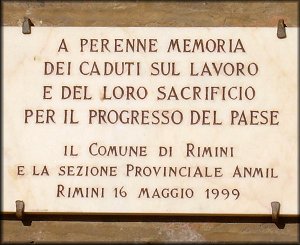 A PERENNE MEMORIA
DEI CADUTI SUL LAVORO
E DEL LORO SACRIFICIO
PER IL PROGRESSO DEL PAESE
IL COMUNE DI RIMINI
E LA SEZIONE PROVINCIALE ANMIL
RIMINI 16 MAGGIO 1999